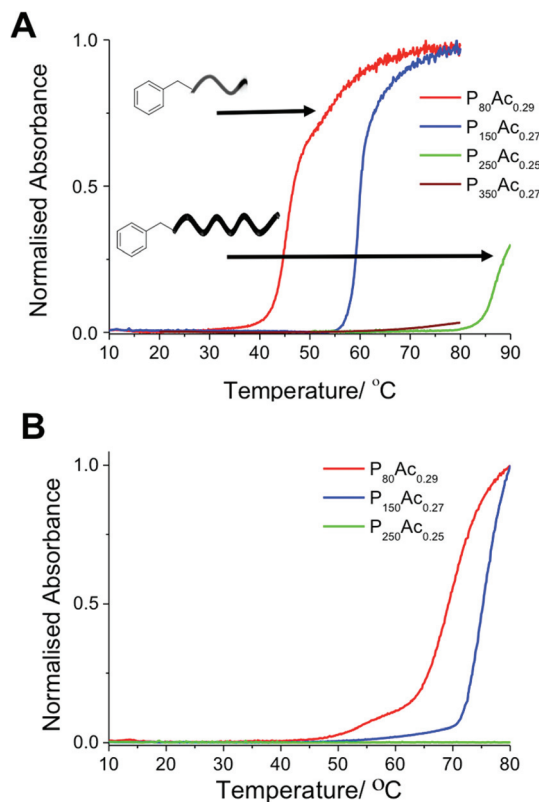 A
1.0
0.5
0.0
Normalised Absorbance
P80Ac0.29
P150Ac0.27
P250Ac0.25
P350Ac0.27
10 20 30 40 50 60 70 80 90
Temperature/ °C
B
1.0
0.5
0.0
Normalised Absorbance
P80Ac0.29
P150Ac0.27
P250Ac0.25
10 20 30 40 50 60 70 80
Temperature/ °C